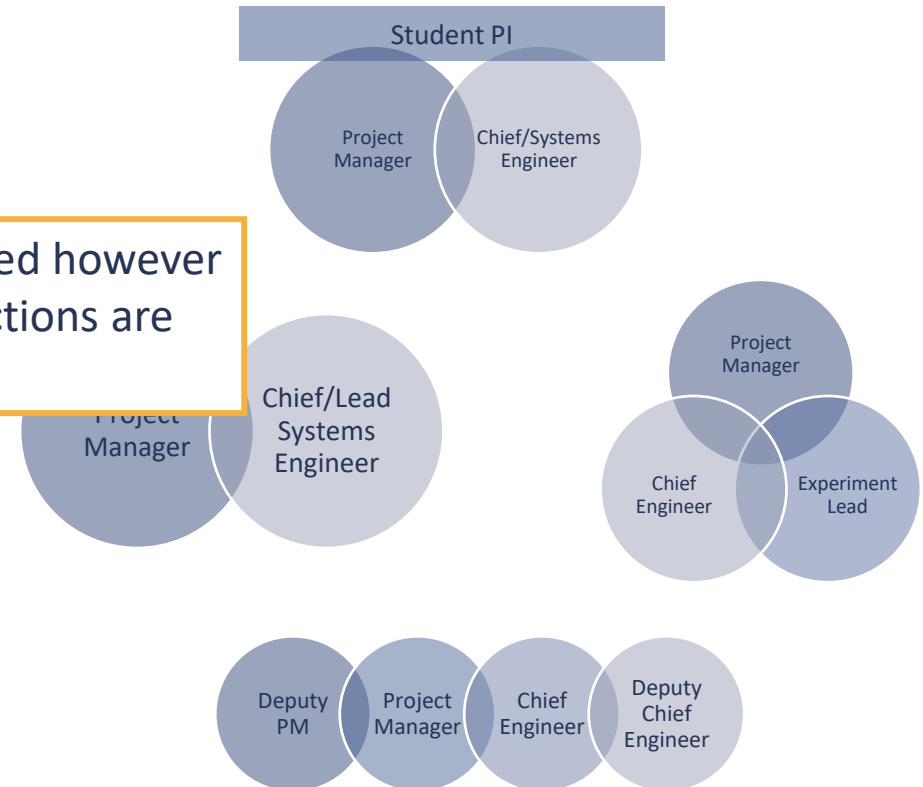 Student PI
Project
Manager
Chief/Systems
Engineer
ed however
ctions are
Project
Manager
Chief/Lead
Systems
Engineer
Project
Manager
Chief
Engineer
Experiment
Lead
Deputy
PM
Project
Manager
Chief
Engineer
Deputy
Chief
Engineer